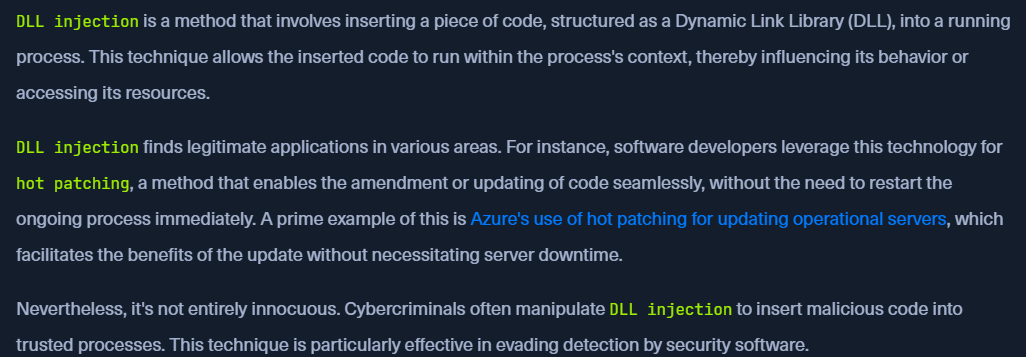 DLL injection is a method that involves inserting a piece of code, structured as a Dynamic Link Library (DLL), into a running
process. This technique allows the inserted code to run within the process's context, thereby influencing its behavior or
accessing its resources.
DLL injection finds legitimate applications in various areas. For instance, software developers leverage this technology for
hot patching, a method that enables the amendment or updating of code seamlessly, without the need to restart the
ongoing process immediately. A prime example of this is Azure's use of hot patching for updating operational servers, which
facilitates the benefits of the update without necessitating server downtime.
Nevertheless, it's not entirely innocuous. Cybercriminals often manipulate DLL injection to insert malicious code into
trusted processes. This technique is particularly effective in evading detection by security software.